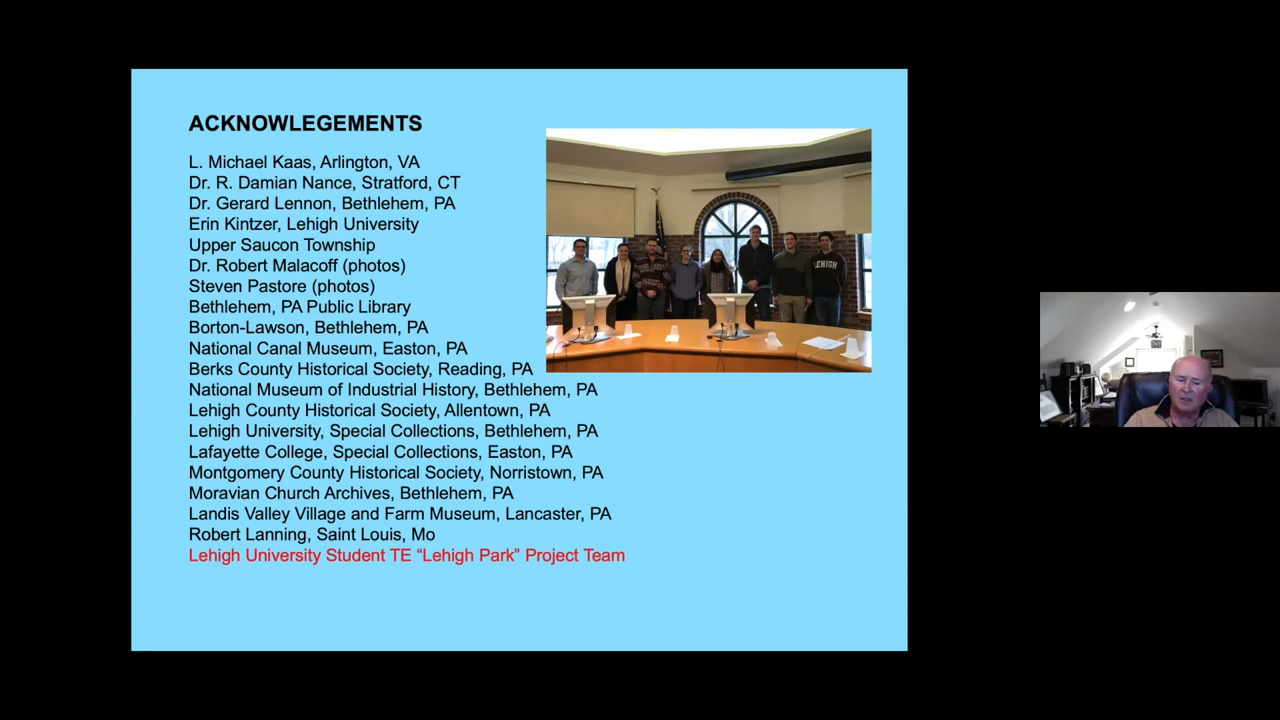 ACKNOWLEGEMENTS
L. Michael Kaas, Arlington, VA
Dr. R. Damian Nance, Stratford, CT
Dr. Gerard Lennon, Bethlehem, PA
Erin Kintzer, Lehigh University
Upper Saucon Township
Dr. Robert Malacoff (photos)
Steven Pastore (photos)
Bethlehem, PA Public Library
Borton-Lawson, Bethlehem, PA
National Canal Museum, Easton, PA
Berks County Historical Society, Reading, PA
National Museum of Industrial History, Bethlehem, PA
Lehigh County Historical Society, Allentown, PA
Lehigh University, Special Collections, Bethlehem, PA
Lafayette College, Special Collections, Easton, PA
Montgomery County Historical Society, Norristown, PA
Moravian Church Archives, Bethlehem, PA
Landis Valley Village and Farm Museum, Lancaster, PA
Robert Lanning, Saint Louis, Mo
Lehigh University Student TE “Lehigh Park” Project Team
LEHIGH